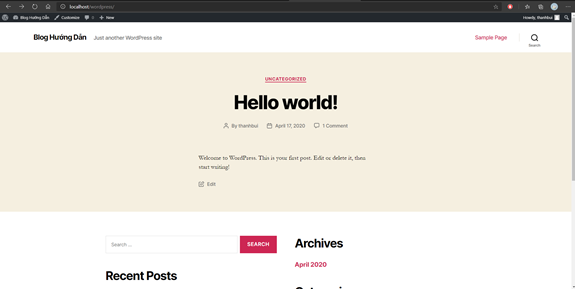 localhost/wordpress/
Blog Hướng Dẫn Customize 0 New Howdy, thanhbui
Blog Hướng Dẫn Just another WordPress site Sample Page Search
UNCATEGORIZED
Hello world!
By thanhbui April 17, 2020 1 Comment
Welcome to WordPress. This is your first post. Edit or delete it, then
start writing!
Edit
Search … SEARCH
Archives
April 2020
Recent Posts